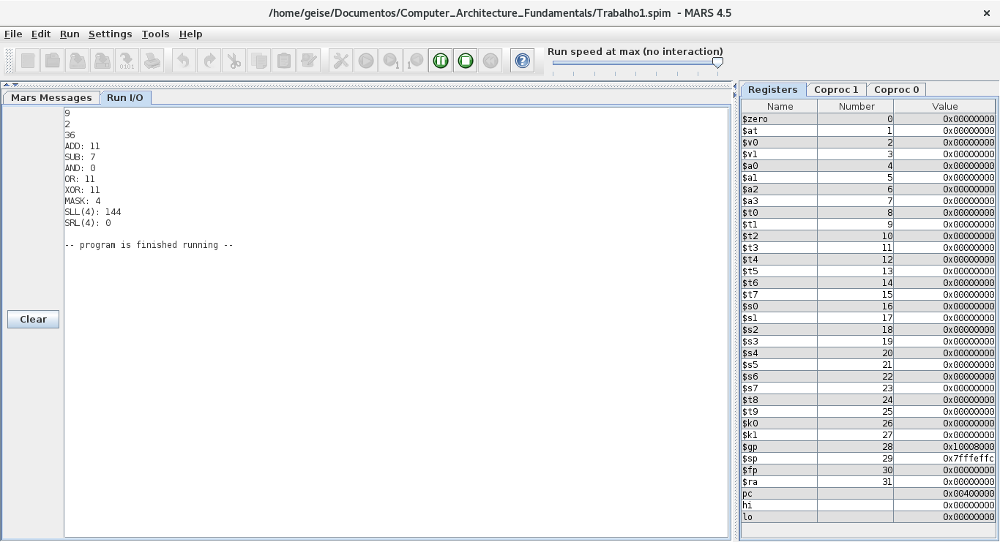 /home/geise/Documentos/Computer_Architecture_Fundamentals/Trabalho1.spim - MARS 4.5
File Edit Run Settings Tools Help
Run speed at max (no interaction)
Mars Messages Run I/O
9
2
36
ADD: 11
SUB: 7
AND: 0
OR: 11
XOR: 11
MASK: 4
SLL(4): 144
SRL(4): 0
-- program is finished running --
Clear
Registers Coproc 1 Coproc 0
Name Number Value
$zero 0 0x00000000
$at 1 0x00000000
$v0 2 0x00000000
$v1 3 0x00000000
$a0 4 0x00000000
$a1 5 0x00000000
$a2 6 0x00000000
$a3 7 0x00000000
$t0 8 0x00000000
$t1 9 0x00000000
$t2 10 0x00000000
$t3 11 0x00000000
$t4 12 0x00000000
$t5 13 0x00000000
$t6 14 0x00000000
$t7 15 0x00000000
$s0 16 0x00000000
$s1 17 0x00000000
$s2 18 0x00000000
$s3 19 0x00000000
$s4 20 0x00000000
$s5 21 0x00000000
$s6 22 0x00000000
$s7 23 0x00000000
$t8 24 0x00000000
$t9 25 0x00000000
$k0 26 0x00000000
$k1 27 0x00000000
$gp 28 0x10008000
$sp 29 0x7fffeffc
$fp 30 0x00000000
$ra 31 0x00000000
pc 0x00400000
hi 0x00000000
lo 0x00000000